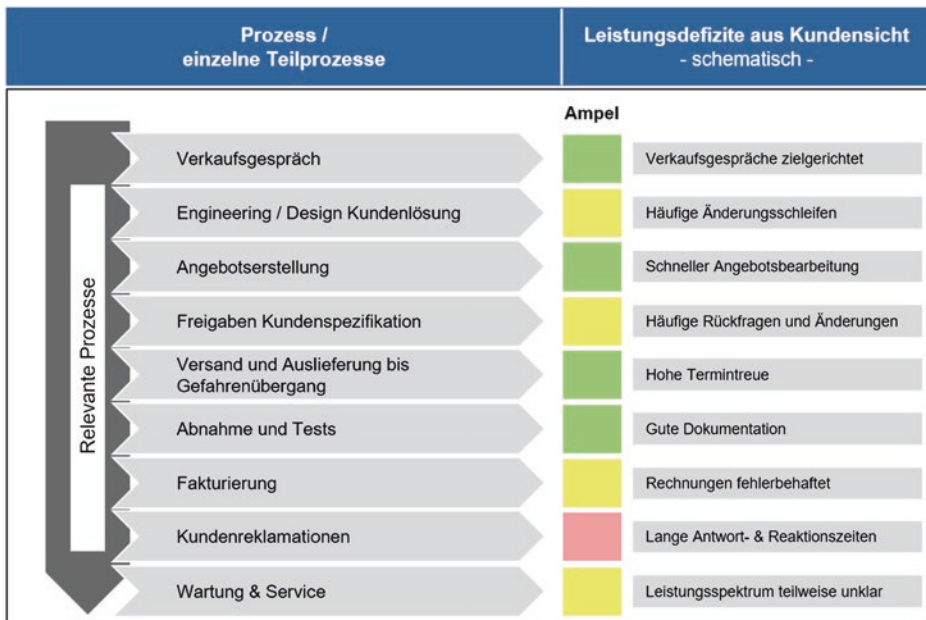 Prozess /
einzelne Teilprozesse
Leistungsdefizite aus Kundensicht
- schematisch -
Ampel
Relevante Prozesse
Verkaufsgespräch
Verkaufsgespräche zielgerichtet
Engineering / Design Kundenlösung
Häufige Änderungsschleifen
Angebotserstellung
Schneller Angebotsbearbeitung
Freigaben Kundenspezifikation
Häufige Rückfragen und Änderungen
Versand und Auslieferung bis
Gefahrenübergang
Hohe Termintreue
Abnahme und Tests
Gute Dokumentation
Fakturierung
Rechnungen fehlerbehaftet
Kundenreklamationen
Lange Antwort- & Reaktionszeiten
Wartung & Service
Leistungsspektrum teilweise unklar